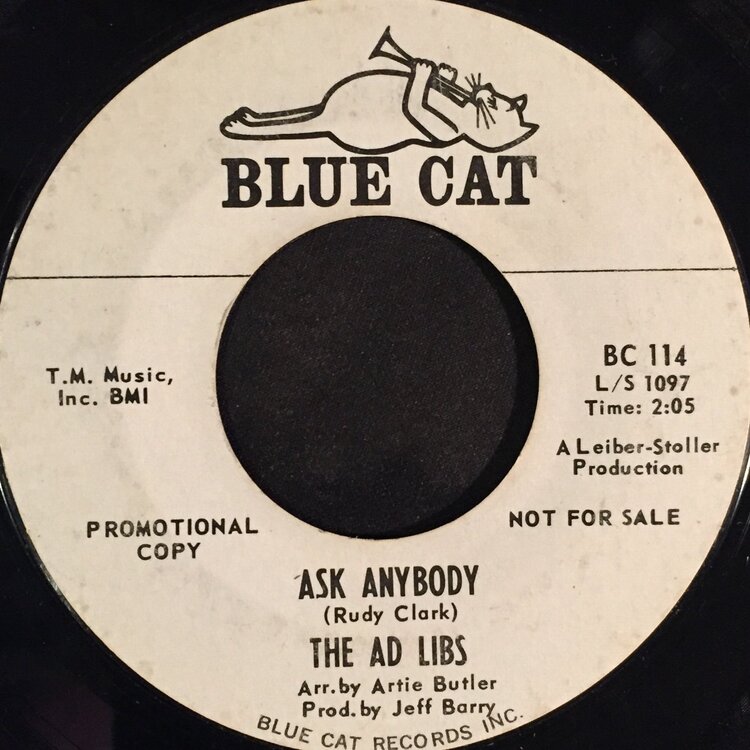 BLUE CAT
T.M. Music,
Inc. BMI
BC 114
L/S 1097
Time: 2:05
A Leiber-Stoller
Production
PROMOTIONAL
COPY
NOT FOR SALE
ASK ANYBODY
(Rudy Clark)
THE AD LIBS
Arr.by Artie Butler
Prod.by Jeff Barry
BLUE CAT RECORDS INC.